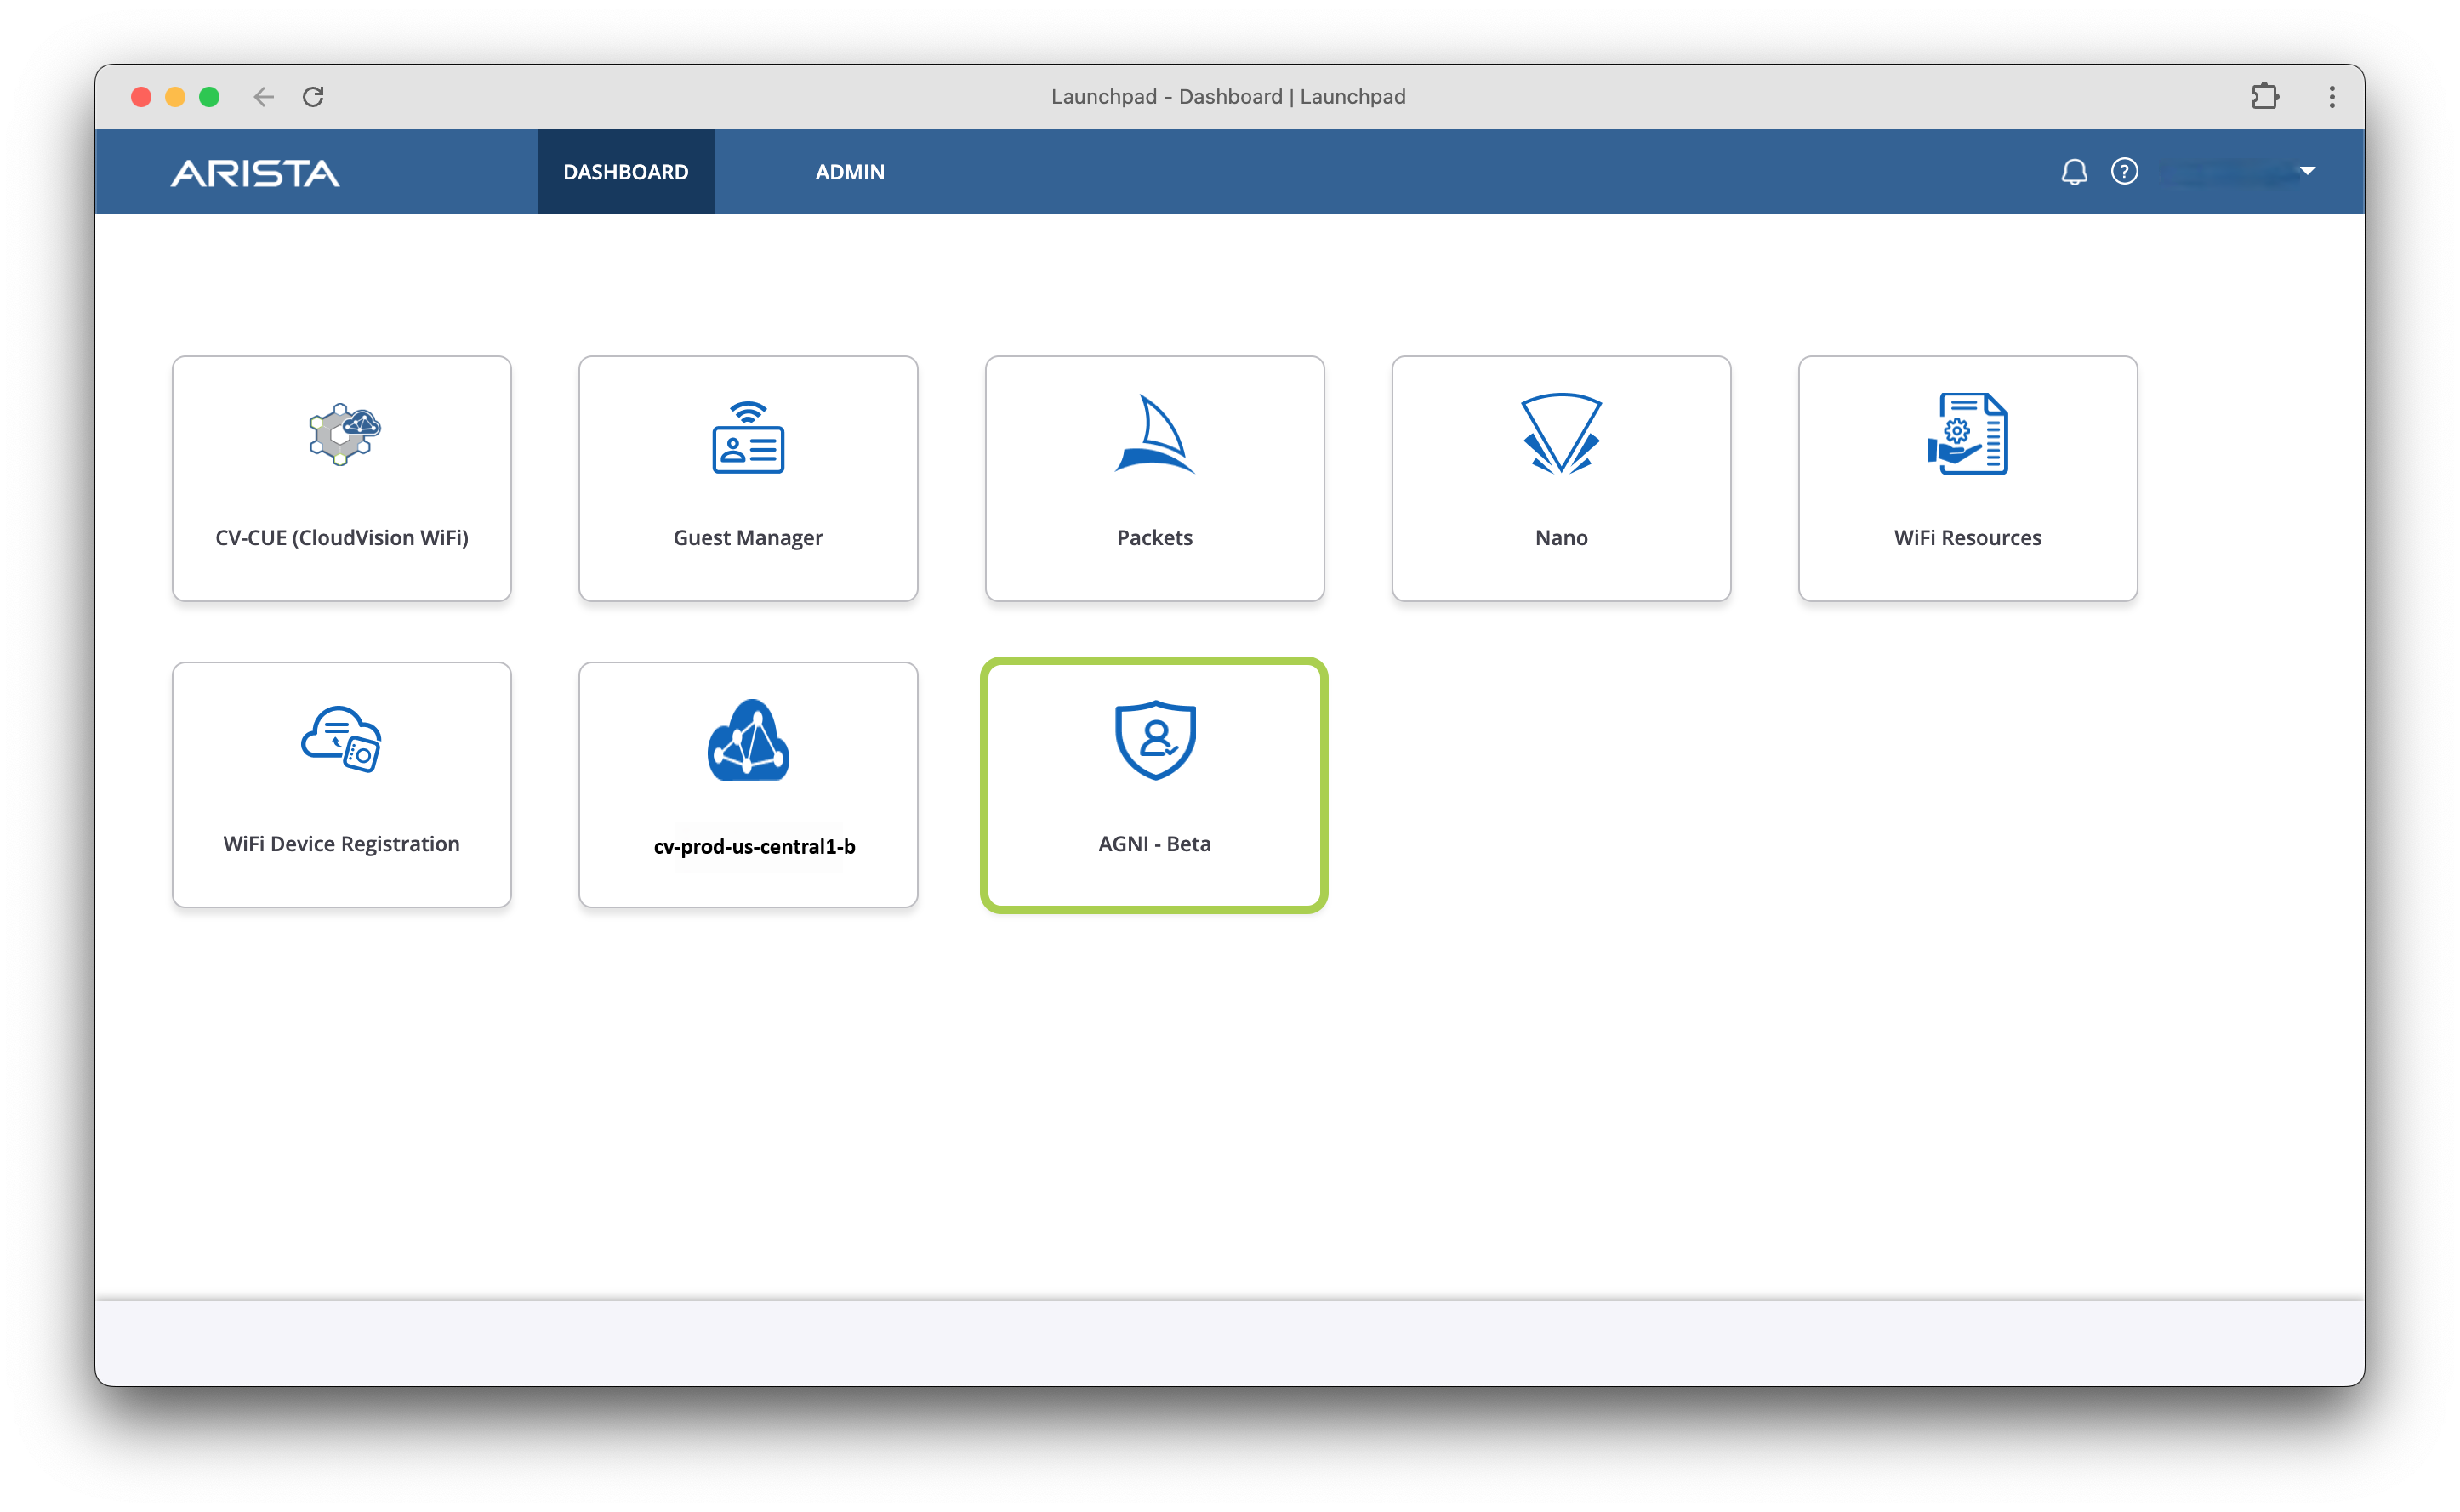 Launchpad - Dashboard | Launchpad
ARISTA
DASHBOARD
ADMIN
?
CV-CUE (CloudVision WiFi)
Guest Manager
Packets
Nano
WiFi Resources
WiFi Device Registration
cv-prod-us-central1-b
AGNI - Beta